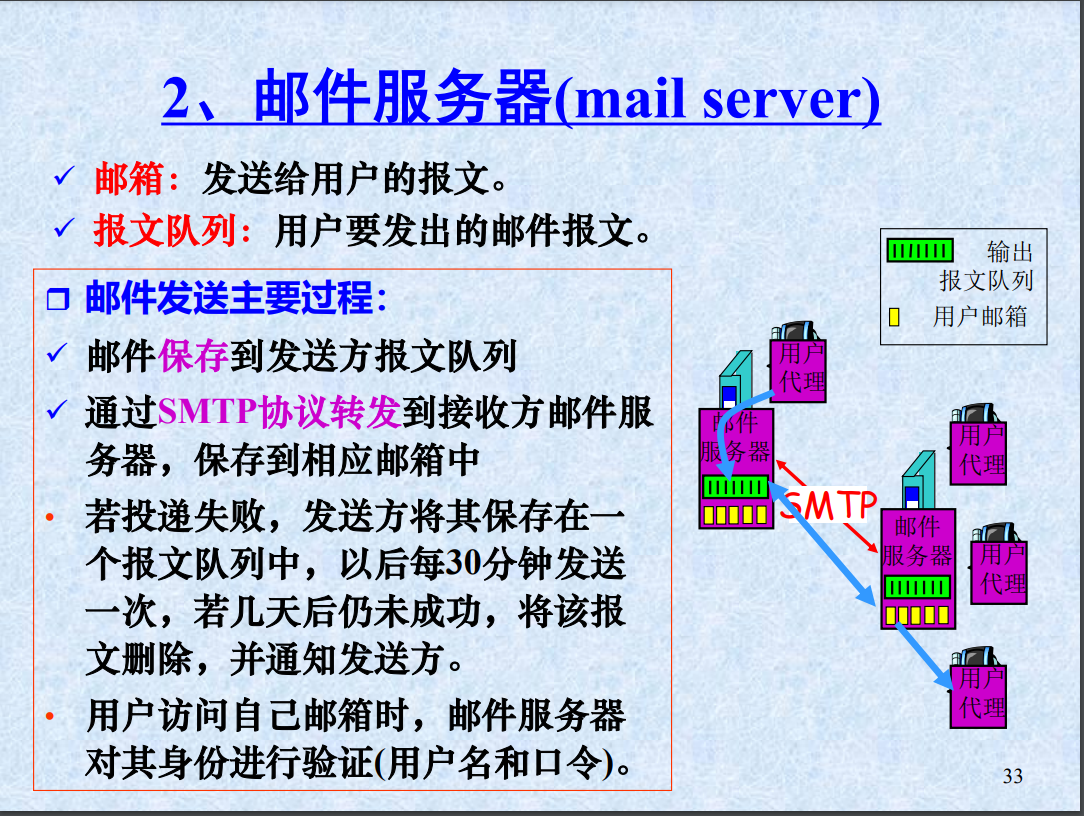 2、邮件服务器(mail server)
邮箱：发送给用户的报文。
报文队列：用户要发出的邮件报文。
邮件发送主要过程：
邮件保存到发送方报文队列
通过SMTP协议转发到接收方邮件服
务器，保存到相应邮箱中
若投递失败，发送方将其保存在一
个报文队列中，以后每30分钟发送
一次，若几天后仍未成功，将该报
文删除，并通知发送方。
用户访问自己邮箱时，邮件服务器
对其身份进行验证(用户名和口令)。
输出
报文队列
用户邮箱
用户
代理
邮件
服务器
SMTP
用户
代理
邮件
服务器
用户
代理
用户
代理
33